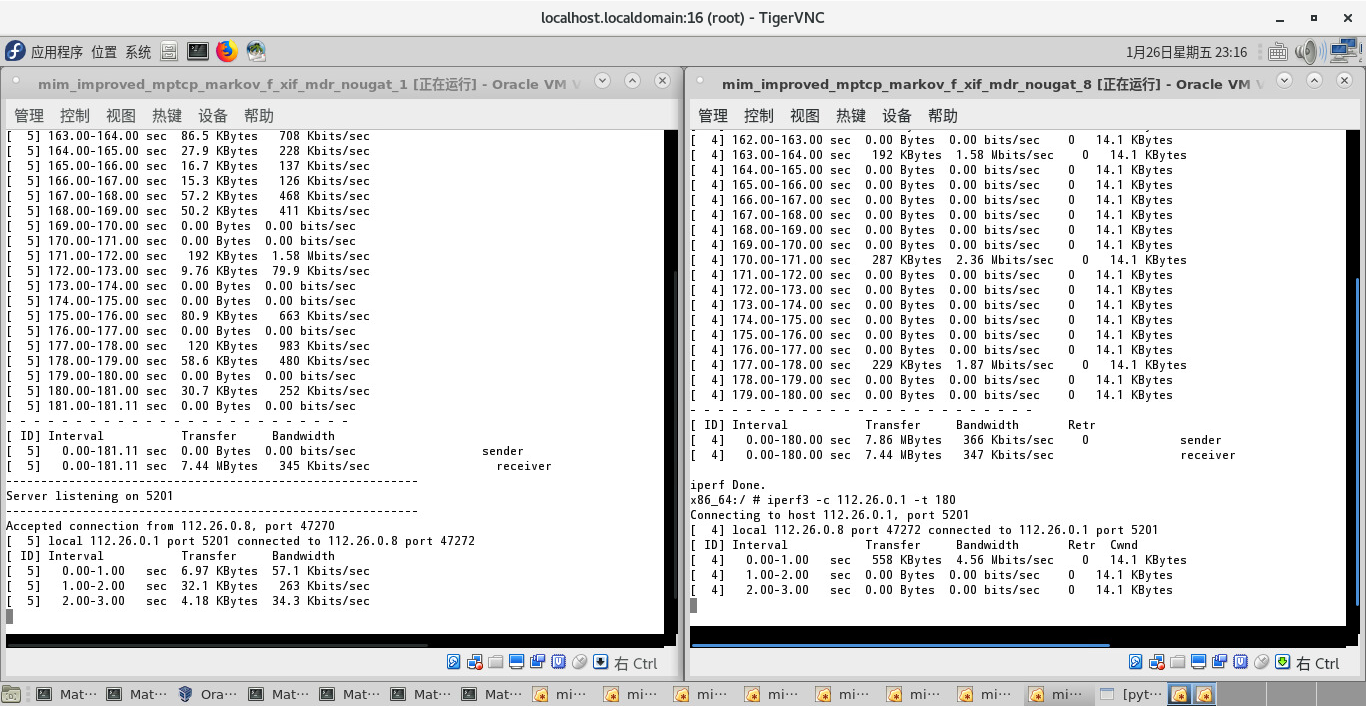 localhost.localdomain:16 (root) - TigerVNC
应用程序 位置 系统
1月26日星期五 23:16
mim_improved_mptcp_markov_f_xif_mdr_nougat_1 [正在运行] - Oracle VM V
管理 控制 视图 热键 设备 帮助
[  5] 163.00-164.00 sec  86.5 KBytes   708 Kbits/sec
[  5] 164.00-165.00 sec  27.9 KBytes   228 Kbits/sec
[  5] 165.00-166.00 sec  16.7 KBytes   137 Kbits/sec
[  5] 166.00-167.00 sec  15.3 KBytes   126 Kbits/sec
[  5] 167.00-168.00 sec  57.2 KBytes   468 Kbits/sec
[  5] 168.00-169.00 sec  50.2 KBytes   411 Kbits/sec
[  5] 169.00-170.00 sec  0.00 Bytes  0.00 bits/sec
[  5] 170.00-171.00 sec  0.00 Bytes  0.00 bits/sec
[  5] 171.00-172.00 sec   192 KBytes  1.58 Mbits/sec
[  5] 172.00-173.00 sec  9.76 KBytes  79.9 Kbits/sec
[  5] 173.00-174.00 sec  0.00 Bytes  0.00 bits/sec
[  5] 174.00-175.00 sec  0.00 Bytes  0.00 bits/sec
[  5] 175.00-176.00 sec  80.9 KBytes   663 Kbits/sec
[  5] 176.00-177.00 sec  0.00 Bytes  0.00 bits/sec
[  5] 177.00-178.00 sec   120 KBytes   983 Kbits/sec
[  5] 178.00-179.00 sec  58.6 KBytes   480 Kbits/sec
[  5] 179.00-180.00 sec  0.00 Bytes  0.00 bits/sec
[  5] 180.00-181.00 sec  30.7 KBytes   252 Kbits/sec
[  5] 181.00-181.11 sec  0.00 Bytes  0.00 bits/sec
- - - - - - - - - - - - - - - - - - - - - - - - -
[ ID] Interval           Transfer     Bandwidth
[  5]   0.00-181.11 sec  0.00 Bytes  0.00 bits/sec                  sender
[  5]   0.00-181.11 sec  7.44 MBytes   345 Kbits/sec                  receiver
-----------------------------------------------------------
Server listening on 5201
-----------------------------------------------------------
Accepted connection from 112.26.0.8, port 47270
[  5] local 112.26.0.1 port 5201 connected to 112.26.0.8 port 47272
[ ID] Interval           Transfer     Bandwidth
[  5]   0.00-1.00   sec  6.97 KBytes  57.1 Kbits/sec
[  5]   1.00-2.00   sec  32.1 KBytes   263 Kbits/sec
[  5]   2.00-3.00   sec  4.18 KBytes  34.3 Kbits/sec
右 Ctrl
mim_improved_mptcp_markov_f_xif_mdr_nougat_8 [正在运行] - Oracle VM V
管理 控制 视图 热键 设备 帮助
[  4] 162.00-163.00 sec  0.00 Bytes  0.00 bits/sec    0   14.1 KBytes
[  4] 163.00-164.00 sec   192 KBytes  1.58 Mbits/sec    0   14.1 KBytes
[  4] 164.00-165.00 sec  0.00 Bytes  0.00 bits/sec    0   14.1 KBytes
[  4] 165.00-166.00 sec  0.00 Bytes  0.00 bits/sec    0   14.1 KBytes
[  4] 166.00-167.00 sec  0.00 Bytes  0.00 bits/sec    0   14.1 KBytes
[  4] 167.00-168.00 sec  0.00 Bytes  0.00 bits/sec    0   14.1 KBytes
[  4] 168.00-169.00 sec  0.00 Bytes  0.00 bits/sec    0   14.1 KBytes
[  4] 169.00-170.00 sec  0.00 Bytes  0.00 bits/sec    0   14.1 KBytes
[  4] 170.00-171.00 sec   287 KBytes  2.36 Mbits/sec    0   14.1 KBytes
[  4] 171.00-172.00 sec  0.00 Bytes  0.00 bits/sec    0   14.1 KBytes
[  4] 172.00-173.00 sec  0.00 Bytes  0.00 bits/sec    0   14.1 KBytes
[  4] 173.00-174.00 sec  0.00 Bytes  0.00 bits/sec    0   14.1 KBytes
[  4] 174.00-175.00 sec  0.00 Bytes  0.00 bits/sec    0   14.1 KBytes
[  4] 175.00-176.00 sec  0.00 Bytes  0.00 bits/sec    0   14.1 KBytes
[  4] 176.00-177.00 sec  0.00 Bytes  0.00 bits/sec    0   14.1 KBytes
[  4] 177.00-178.00 sec   229 KBytes  1.87 Mbits/sec    0   14.1 KBytes
[  4] 178.00-179.00 sec  0.00 Bytes  0.00 bits/sec    0   14.1 KBytes
[  4] 179.00-180.00 sec  0.00 Bytes  0.00 bits/sec    0   14.1 KBytes
- - - - - - - - - - - - - - - - - - - - - - - - -
[ ID] Interval           Transfer     Bandwidth       Retr
[  4]   0.00-180.00 sec  7.86 MBytes   366 Kbits/sec    0             sender
[  4]   0.00-180.00 sec  7.44 MBytes   347 Kbits/sec                  receiver
iperf Done.
x86_64:/ # iperf3 -c 112.26.0.1 -t 180
Connecting to host 112.26.0.1, port 5201
[  4] local 112.26.0.8 port 47272 connected to 112.26.0.1 port 5201
[ ID] Interval           Transfer     Bandwidth       Retr  Cwnd
[  4]   0.00-1.00   sec   558 KBytes  4.56 Mbits/sec    0   14.1 KBytes
[  4]   1.00-2.00   sec  0.00 Bytes  0.00 bits/sec    0   14.1 KBytes
[  4]   2.00-3.00   sec  0.00 Bytes  0.00 bits/sec    0   14.1 KBytes
右 Ctrl
Mat… Mat… Ora… Mat… Mat… Mat… Mat… mi… mi… mi… mi… mi… mi… mi… mi… [pyt…